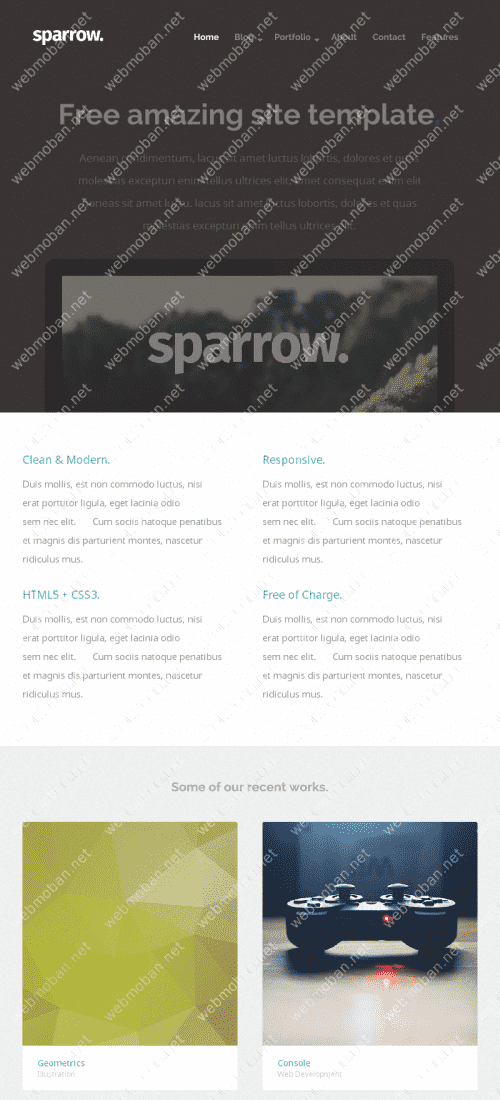 sparrow.
Home Blog Portfolio About Contact Features
Free amazing site template.
Aenean condimentum, lacus sit amet luctus lobortis, dolores et quas
molestias excepturi enim tellus ultrices elit, amet consequat enim elit
noneas sit amet luctu. lacus sit amet luctus lobortis, dolores et quas
molestias excepturi enim tellus ultrices elit.
sparrow.
Clean & Modern.
Duis mollis, est non commodo luctus, nisi
erat porttitor ligula, eget lacinia odio
sem nec elit. Cum sociis natoque penatibus
et magnis dis parturient montes, nascetur
ridiculus mus.
Responsive.
Duis mollis, est non commodo luctus, nisi
erat porttitor ligula, eget lacinia odio
sem nec elit. Cum sociis natoque penatibus
et magnis dis parturient montes, nascetur
ridiculus mus.
HTML5 + CSS3.
Duis mollis, est non commodo luctus, nisi
erat porttitor ligula, eget lacinia odio
sem nec elit. Cum sociis natoque penatibus
et magnis dis parturient montes, nascetur
ridiculus mus.
Free of Charge.
Duis mollis, est non commodo luctus, nisi
erat porttitor ligula, eget lacinia odio
sem nec elit. Cum sociis natoque penatibus
et magnis dis parturient montes, nascetur
ridiculus mus.
Some of our recent works.
Geometrics
Illustration
Console
Web Development
webmoban.net